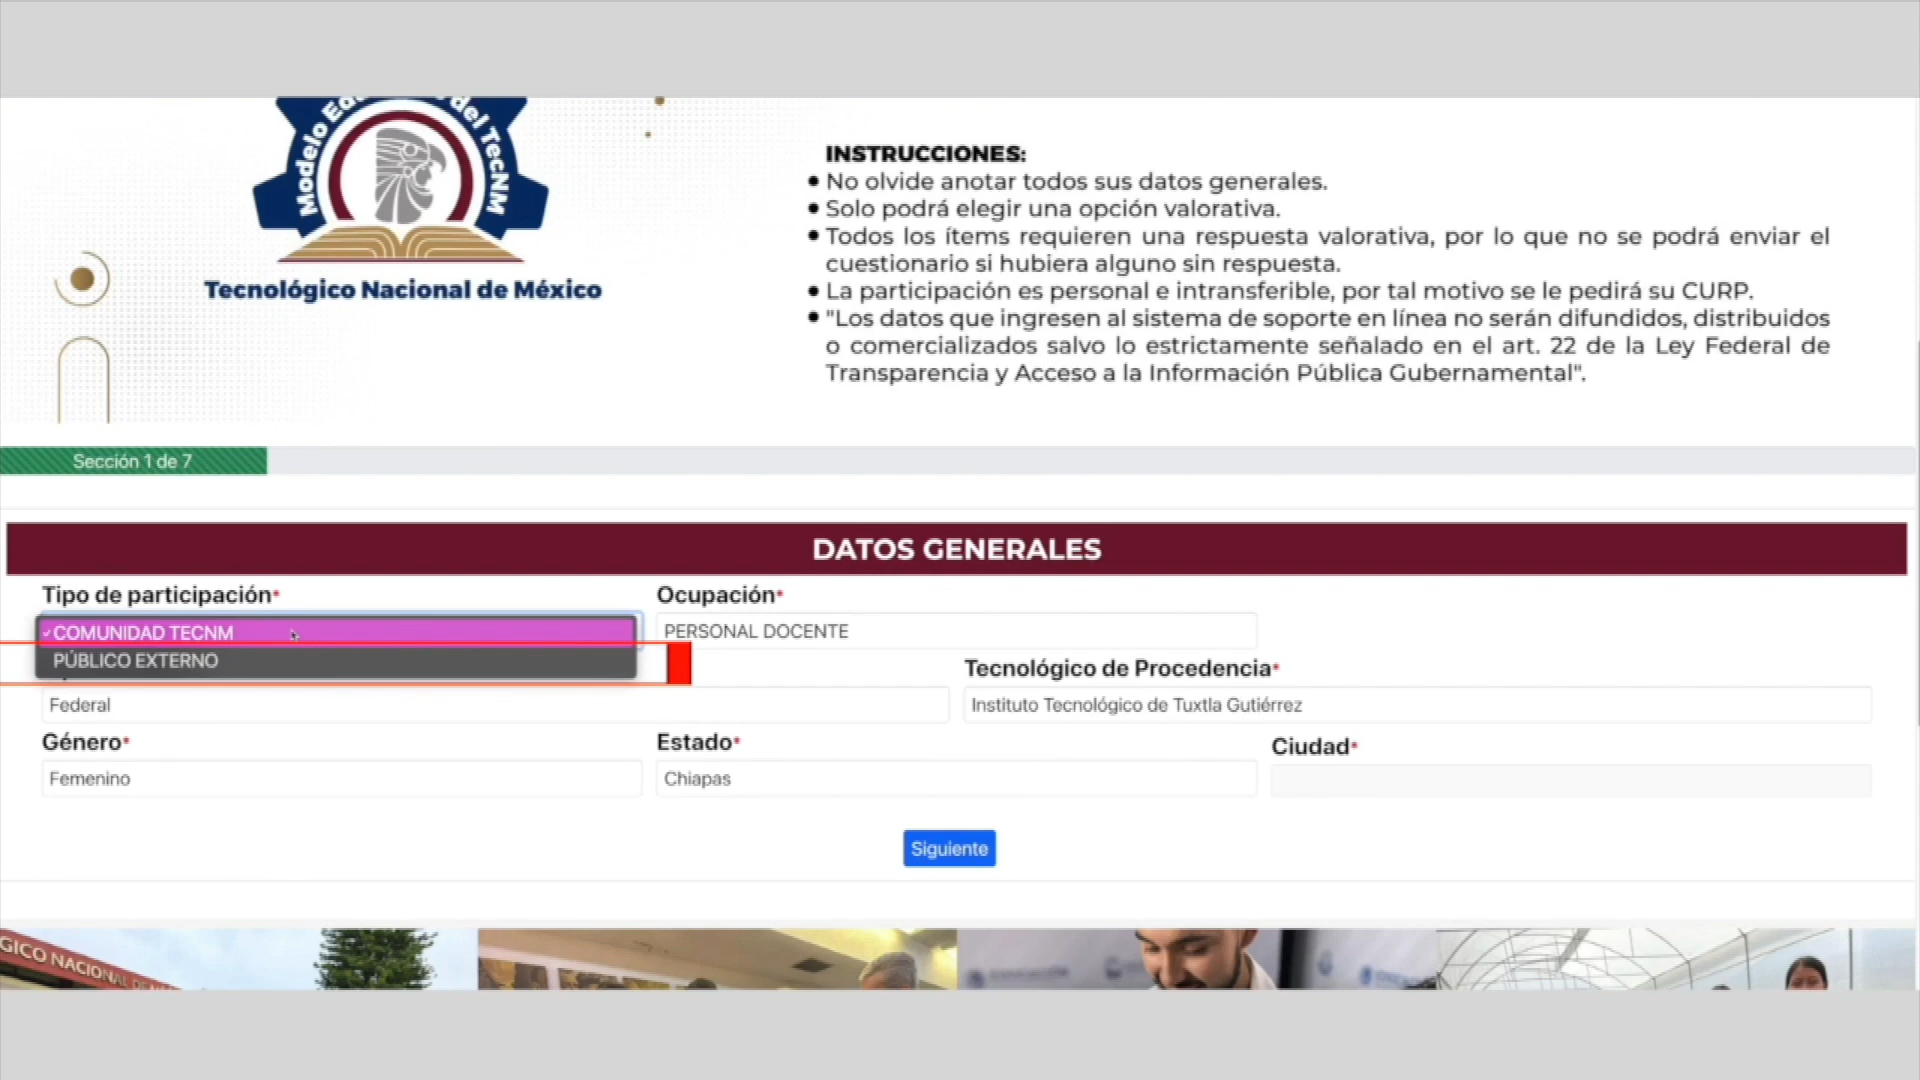 Modelo Educativo del TecNM
Tecnológico Nacional de México
INSTRUCCIONES:
• No olvide anotar todos sus datos generales.
• Solo podrá elegir una opción valorativa.
• Todos los ítems requieren una respuesta valorativa, por lo que no se podrá enviar el
cuestionario si hubiera alguno sin respuesta.
• La participación es personal e intransferible, por tal motivo se le pedirá su CURP.
• "Los datos que ingresen al sistema de soporte en línea no serán difundidos, distribuidos
o comercializados salvo lo estrictamente señalado en el art. 22 de la Ley Federal de
Transparencia y Acceso a la Información Pública Gubernamental".
Sección 1 de 7
DATOS GENERALES
Tipo de participación*
Ocupación*
✓COMUNIDAD TECNM
PERSONAL DOCENTE
PÚBLICO EXTERNO
Tecnológico de Procedencia*
Federal
Instituto Tecnológico de Tuxtla Gutiérrez
Género*
Estado*
Ciudad*
Femenino
Chiapas
Siguiente
GICO NACIONAL DE